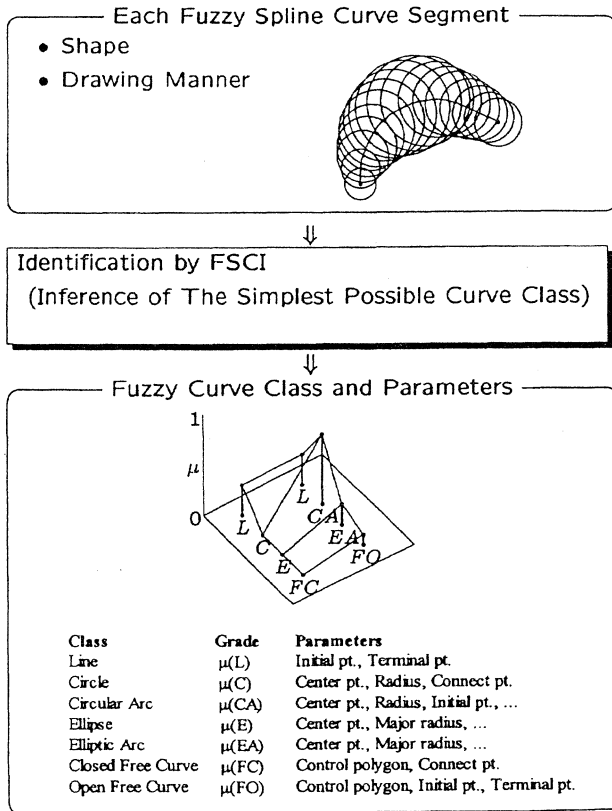 Each Fuzzy Spline Curve Segment
• Shape
• Drawing Manner
⇓
Identification by FSCI
(Inference of The Simplest Possible Curve Class)
⇓
Fuzzy Curve Class and Parameters
1
μ
0
L
L
C
CA
E
EA
FC
FO
Class Grade Parameters
Line μ(L) Initial pt., Terminal pt.
Circle μ(C) Center pt., Radius, Connect pt.
Circular Arc μ(CA) Center pt., Radius, Initial pt., ...
Ellipse μ(E) Center pt., Major radius, ...
Elliptic Arc μ(EA) Center pt., Major radius, ...
Closed Free Curve μ(FC) Control polygon, Connect pt.
Open Free Curve μ(FO) Control polygon, Initial pt., Terminal pt.